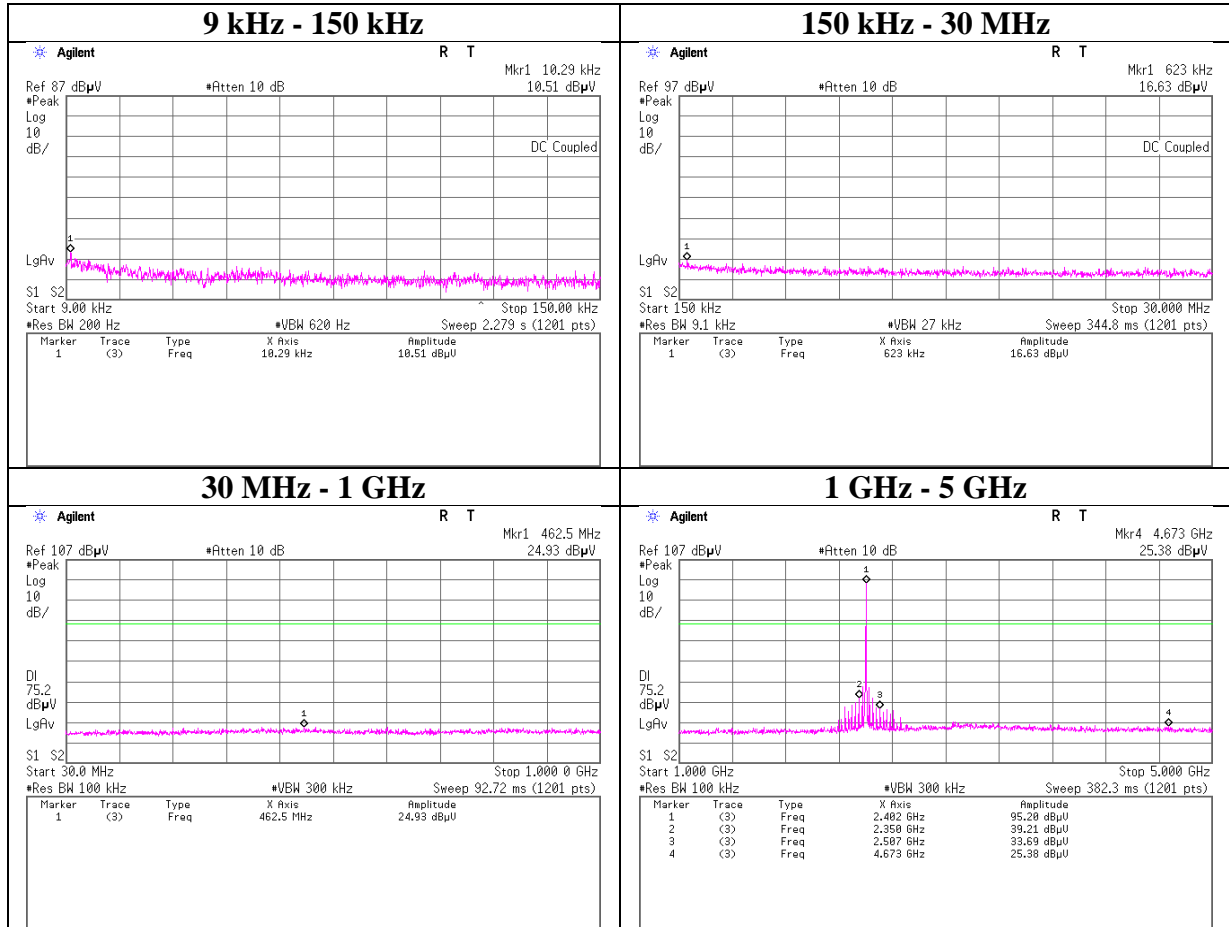 9 kHz - 150 kHz
Agilent R T
Mkr1 10.29 kHz
Ref 87 dBµV #Atten 10 dB 10.51 dBµV
#Peak
Log
10
dB/ DC Coupled
1
LgAv
S1 S2
Start 9.00 kHz ^ Stop 150.00 kHz
#Res BW 200 Hz #VBW 620 Hz Sweep 2.279 s (1201 pts)
Marker Trace Type X Axis Amplitude
1 (3) Freq 10.29 kHz 10.51 dBµV
150 kHz - 30 MHz
Agilent R T
Mkr1 623 kHz
Ref 97 dBµV #Atten 10 dB 16.63 dBµV
#Peak
Log
10
dB/ DC Coupled
1
LgAv
S1 S2
Start 150 kHz Stop 30.000 MHz
#Res BW 9.1 kHz #VBW 27 kHz Sweep 344.8 ms (1201 pts)
Marker Trace Type X Axis Amplitude
1 (3) Freq 623 kHz 16.63 dBµV
30 MHz - 1 GHz
Agilent R T
Mkr1 462.5 MHz
Ref 107 dBµV #Atten 10 dB 24.93 dBµV
#Peak
Log
10
dB/
DI
75.2
dBµV
1
LgAv
S1 S2
Start 30.0 MHz Stop 1.000 0 GHz
#Res BW 100 kHz #VBW 300 kHz Sweep 92.72 ms (1201 pts)
Marker Trace Type X Axis Amplitude
1 (3) Freq 462.5 MHz 24.93 dBµV
1 GHz - 5 GHz
Agilent R T
Mkr4 4.673 GHz
Ref 107 dBµV #Atten 10 dB 25.38 dBµV
#Peak
1
Log
10
dB/
DI
75.2
2
dBµV
3
4
LgAv
S1 S2
Start 1.000 GHz Stop 5.000 GHz
#Res BW 100 kHz #VBW 300 kHz Sweep 382.3 ms (1201 pts)
Marker Trace Type X Axis Amplitude
1 (3) Freq 2.402 GHz 95.20 dBµV
2 (3) Freq 2.350 GHz 39.21 dBµV
3 (3) Freq 2.507 GHz 33.69 dBµV
4 (3) Freq 4.673 GHz 25.38 dBµV